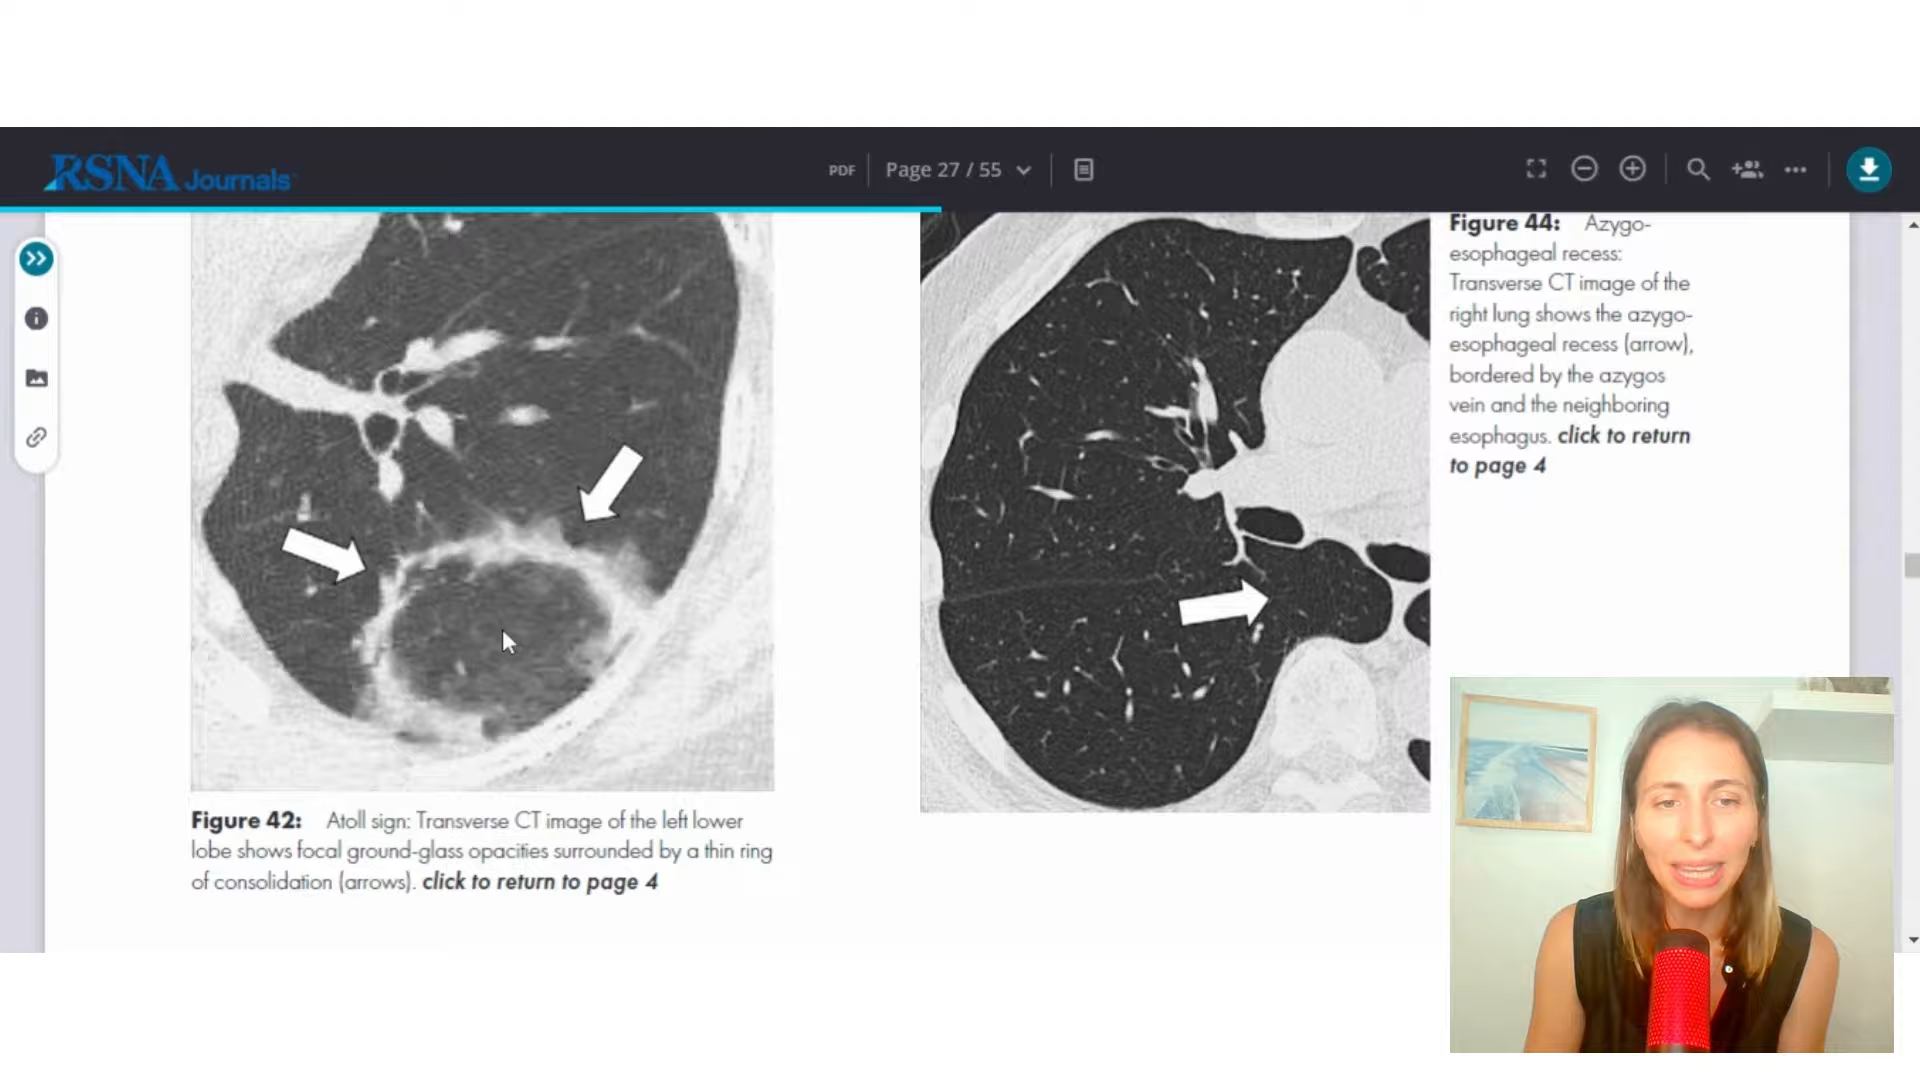 RSNA Journals
PDF
Page 27 / 55
Figure 42: Atoll sign: Transverse CT image of the left lower
lobe shows focal ground-glass opacities surrounded by a thin ring
of consolidation (arrows). click to return to page 4
Figure 44: Azygo-
esophageal recess:
Transverse CT image of the
right lung shows the azygo-
esophageal recess (arrow),
bordered by the azygos
vein and the neighboring
esophagus. click to return
to page 4